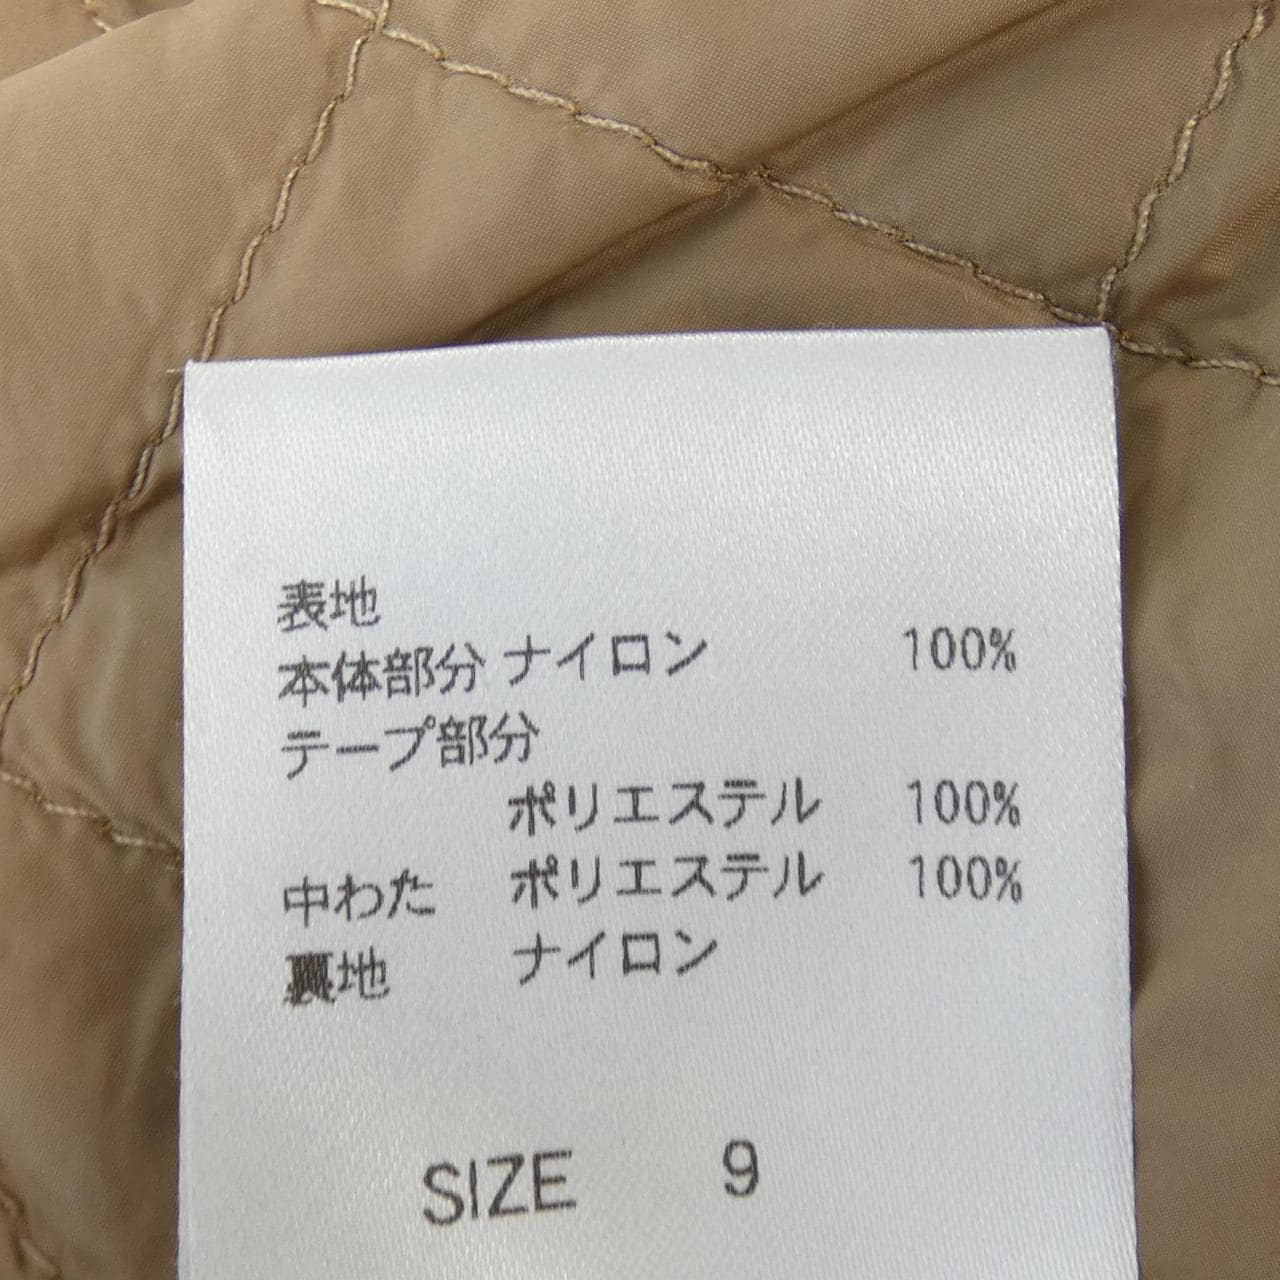 表地
本体部分 ナイロン 100%
テープ部分
ポリエステル 100%
中わた ポリエステル 100%
裏地 ナイロン
SIZE 9